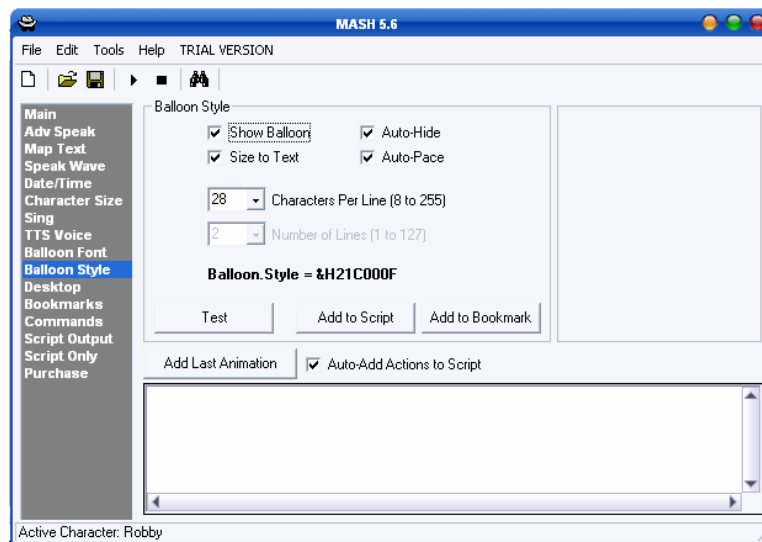 MASH 5.6
File Edit Tools Help TRIAL VERSION
Main
Adv Speak
Map Text
Speak Wave
Date/Time
Character Size
Sing
TTS Voice
Balloon Font
Balloon Style
Desktop
Bookmarks
Commands
Script Output
Script Only
Purchase
Balloon Style
Show Balloon Auto-Hide
Size to Text Auto-Pace
28 Characters Per Line (8 to 255)
2 Number of Lines (1 to 127)
Balloon.Style = &H21C000F
Test Add to Script Add to Bookmark
Add Last Animation Auto-Add Actions to Script
Active Character: Robby